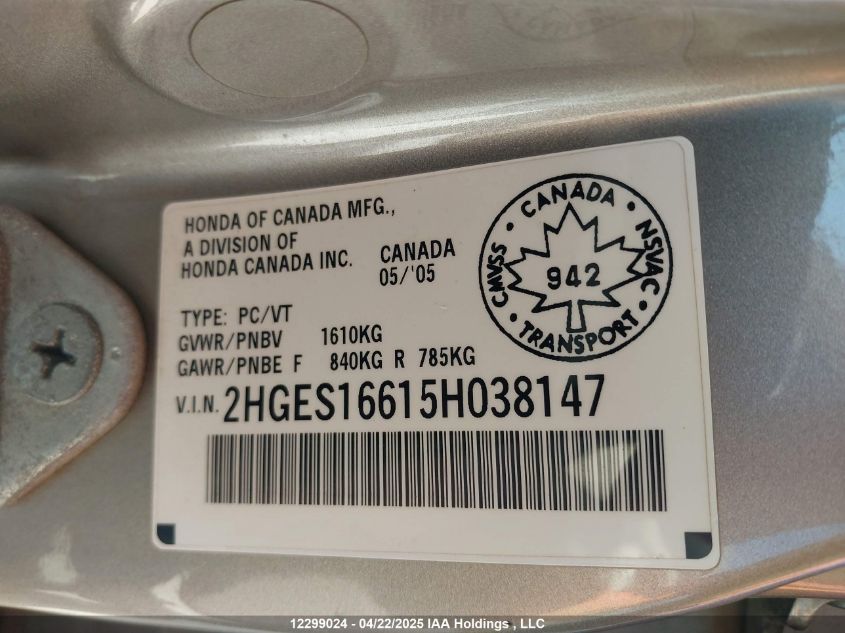 HONDA OF CANADA MFG.,
A DIVISION OF
HONDA CANADA INC.
CANADA
05/'05
TYPE: PC/VT
GVWR/PNBV 1610KG
GAWR/PNBE F 840KG R 785KG
V.I.N. 2HGES16615H038147
• CANADA •
CMVSS
942
NSVAC
• TRANSPORT •
12299024 - 04/22/2025 IAA Holdings , LLC